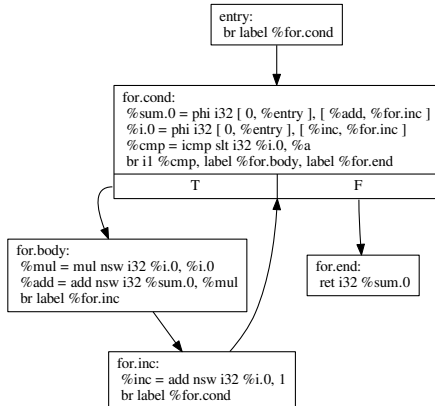 entry:
br label %for.cond
for.cond:
%sum.0 = phi i32 [ 0, %entry ], [ %add, %for.inc ]
%i.0 = phi i32 [ 0, %entry ], [ %inc, %for.inc ]
%cmp = icmp slt i32 %i.0, %a
br i1 %cmp, label %for.body, label %for.end
T
F
for.body:
%mul = mul nsw i32 %i.0, %i.0
%add = add nsw i32 %sum.0, %mul
br label %for.inc
for.end:
ret i32 %sum.0
for.inc:
%inc = add nsw i32 %i.0, 1
br label %for.cond